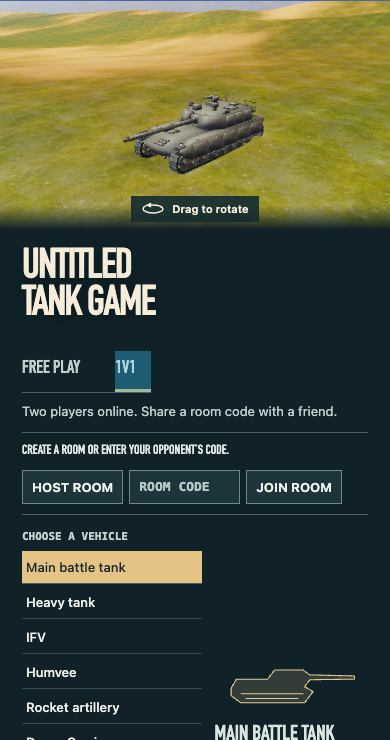 Drag to rotate
UNTITLED
TANK GAME
FREE PLAY 1V1
Two players online. Share a room code with a friend.
CREATE A ROOM OR ENTER YOUR OPPONENT'S CODE.
HOST ROOM ROOM CODE JOIN ROOM
CHOOSE A VEHICLE
Main battle tank
Heavy tank
IFV
Humvee
Rocket artillery
MAIN BATTLE TANK